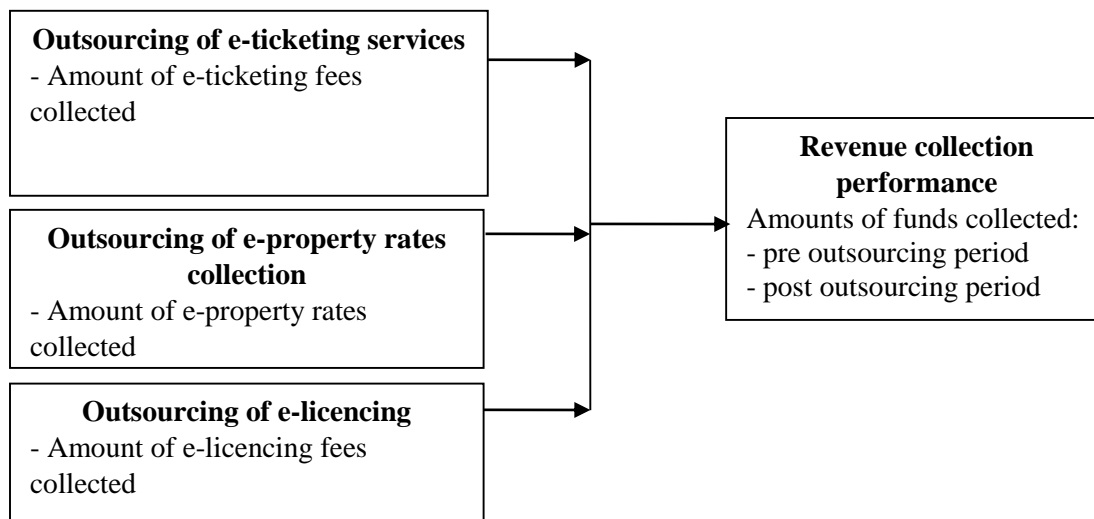 Outsourcing of e-ticketing services
- Amount of e-ticketing fees
collected
Outsourcing of e-property rates
collection
- Amount of e-property rates
collected
Outsourcing of e-licencing
- Amount of e-licencing fees
collected
Revenue collection
performance
Amounts of funds collected:
- pre outsourcing period
- post outsourcing period